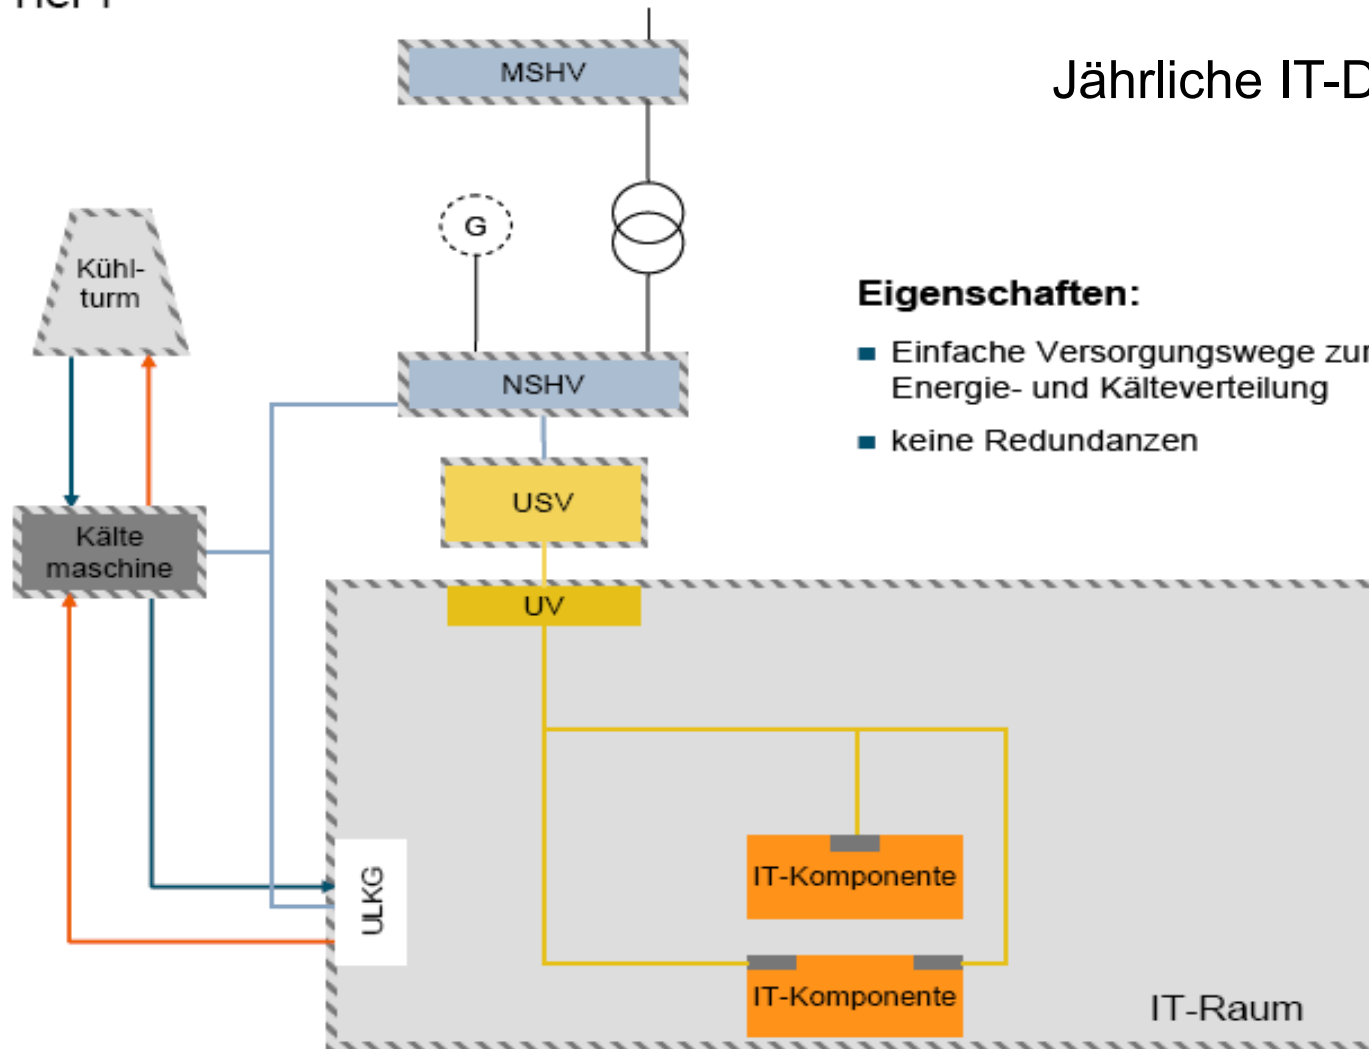 MSHV
Jährliche IT-D
G
Kühl-
turm
Eigenschaften:
Einfache Versorgungswege zur
Energie- und Kälteverteilung
NSHV
keine Redundanzen
USV
Kälte
maschine
UV
ULKG
IT-Komponente
IT-Komponente
IT-Raum